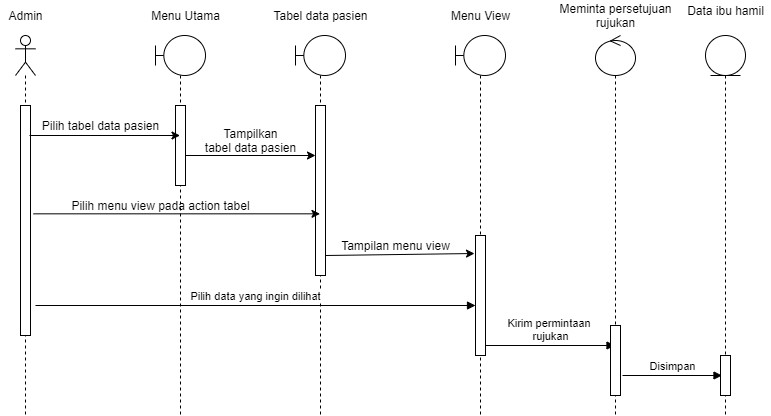 Admin
Menu Utama
Tabel data pasien
Menu View
Meminta persetujuan
rujukan
Data ibu hamil
Pilih tabel data pasien
Tampilkan
tabel data pasien
Pilih menu view pada action tabel
Tampilan menu view
Pilih data yang ingin dilihat
Kirim permintaan
rujukan
Disimpan